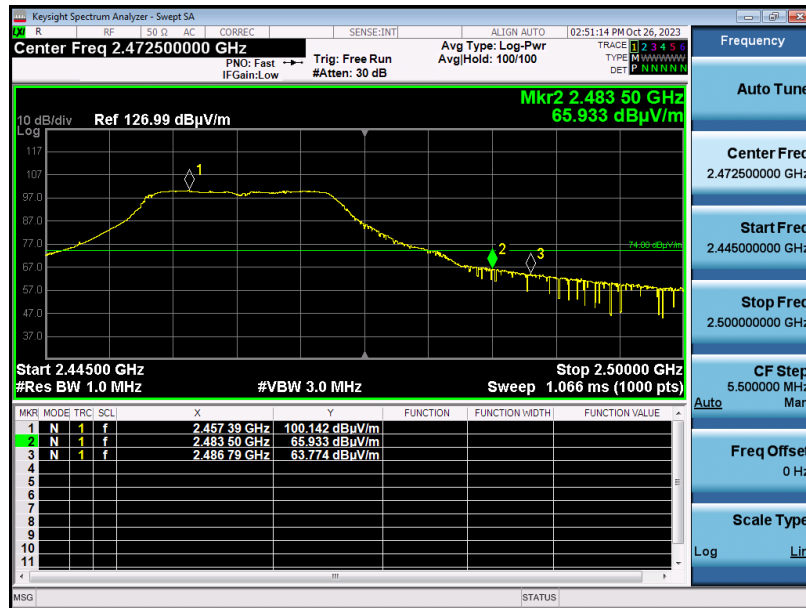 Keysight Spectrum Analyzer - Swept SA
LXI R RF 50 Ω AC CORREC SENSE:INT ALIGN AUTO 02:51:14 PM Oct 26, 2023
Center Freq 2.472500000 GHz
PNO: Fast
IFGain:Low
Trig: Free Run
#Atten: 30 dB
Avg Type: Log-Pwr
Avg|Hold: 100/100
TRACE 1 2 3 4 5 6
TYPE M WWWWW
DET P N N N N N
Mkr2 2.483 50 GHz
65.933 dBµV/m
10 dB/div Ref 126.99 dBµV/m
Log
117
107
97.0
87.0
77.0
67.0
57.0
47.0
37.0
1
2
3
74.00 dBµV/m
Start 2.44500 GHz Stop 2.50000 GHz
#Res BW 1.0 MHz #VBW 3.0 MHz Sweep 1.066 ms (1000 pts)
MKR MODE TRC SCL X Y FUNCTION FUNCTION WIDTH FUNCTION VALUE
1 N 1 f 2.457 39 GHz 100.142 dBµV/m
2 N 1 f 2.483 50 GHz 65.933 dBµV/m
3 N 1 f 2.486 79 GHz 63.774 dBµV/m
4
5
6
7
8
9
10
11
MSG STATUS
Frequency
Auto Tune
Center Freq
2.472500000 GHz
Start Freq
2.445000000 GHz
Stop Freq
2.500000000 GHz
CF Step
5.500000 MHz
Auto Man
Freq Offset
0 Hz
Scale Type
Log Lin